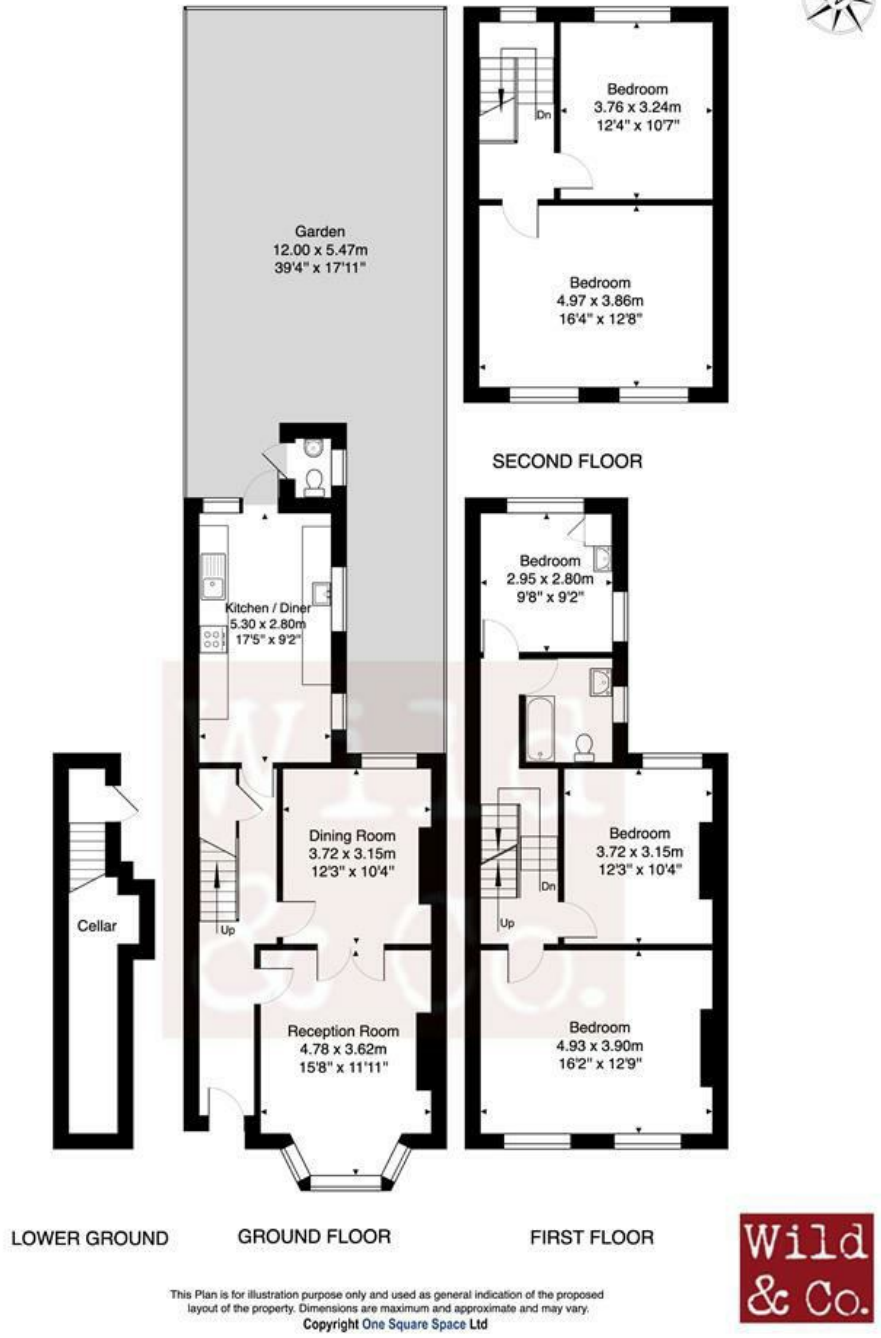 Garden
12.00 x 5.47m
39'4" x 17'11"
Bedroom
3.76 x 3.24m
12'4" x 10'7"
Dn
Bedroom
4.97 x 3.86m
16'4" x 12'8"
SECOND FLOOR
Kitchen / Diner
5.30 x 2.80m
17'5" x 9'2"
Bedroom
2.95 x 2.80m
9'8" x 9'2"
Cellar
Dining Room
3.72 x 3.15m
12'3" x 10'4"
Up
Reception Room
4.78 x 3.62m
15'8" x 11'11"
Bedroom
3.72 x 3.15m
12'3" x 10'4"
Dn
Up
Bedroom
4.93 x 3.90m
16'2" x 12'9"
Wild
& Co.
LOWER GROUND
GROUND FLOOR
FIRST FLOOR
Wild
& Co.
This Plan is for illustration purpose only and used as general indication of the proposed
layout of the property. Dimensions are maximum and approximate and may vary.
Copyright One Square Space Ltd